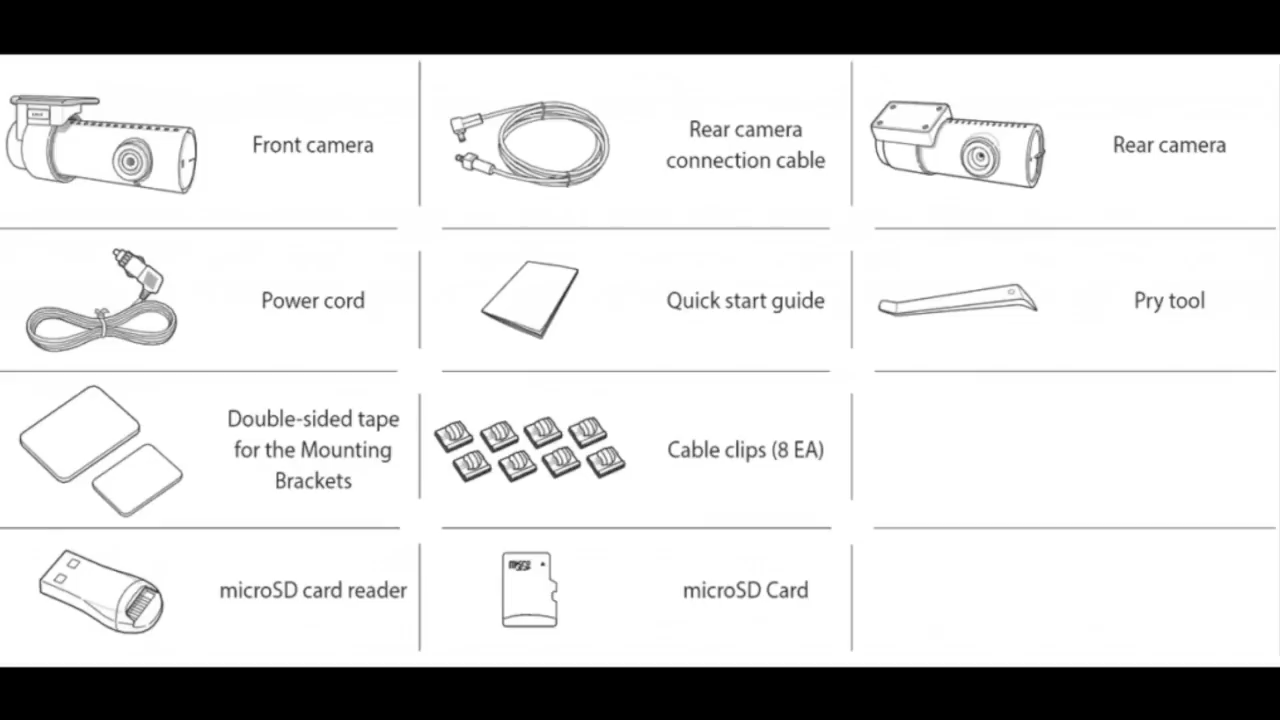 Front camera
Rear camera
connection cable
Rear camera
Power cord
Quick start guide
Pry tool
Double-sided tape
for the Mounting
Brackets
Cable clips (8 EA)
microSD card reader
microSD Card